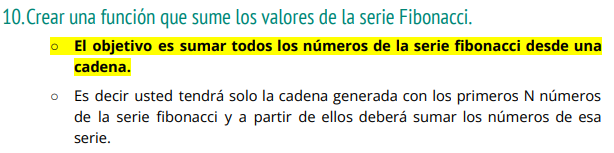 10.Crear una función que sume los valores de la serie Fibonacci.
○ El objetivo es sumar todos los números de la serie fibonacci desde una
cadena.
○ Es decir usted tendrá solo la cadena generada con los primeros N números
de la serie fibonacci y a partir de ellos deberá sumar los números de esa
serie.